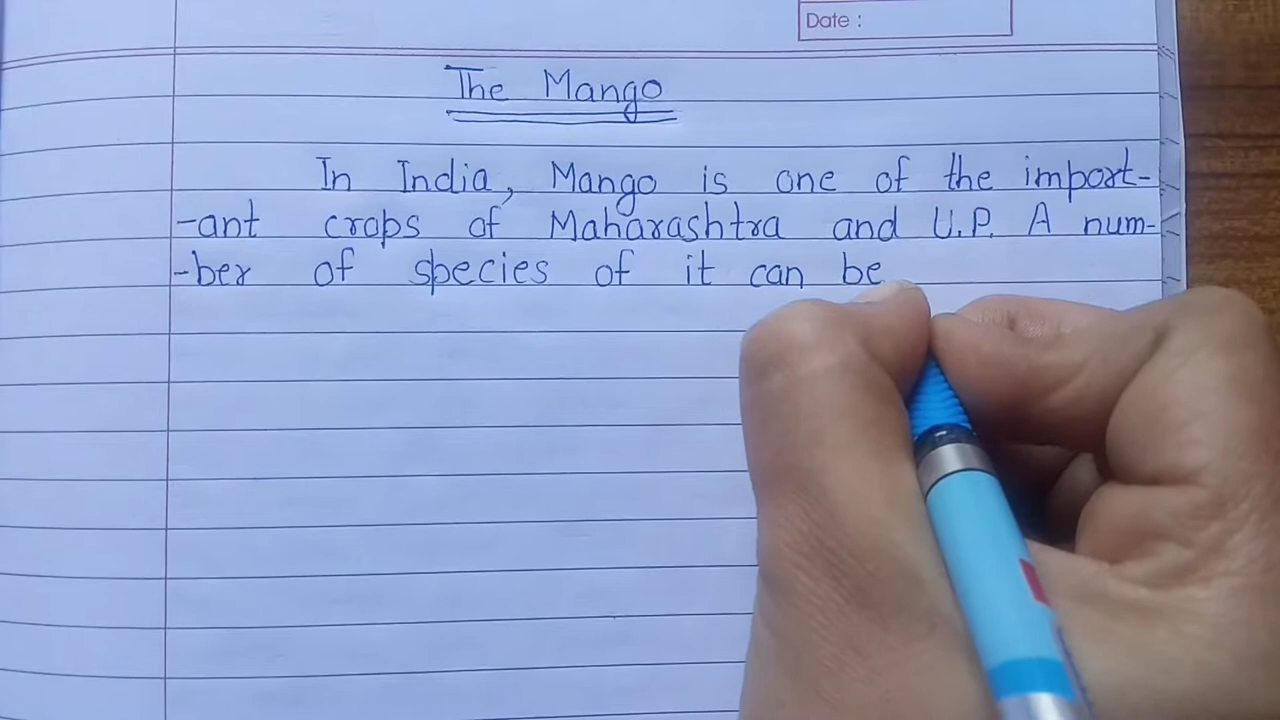 Date :
The Mango
In India, Mango is one of the import-
-ant crops of Maharashtra and U.P. A num-
-ber of species of it can be